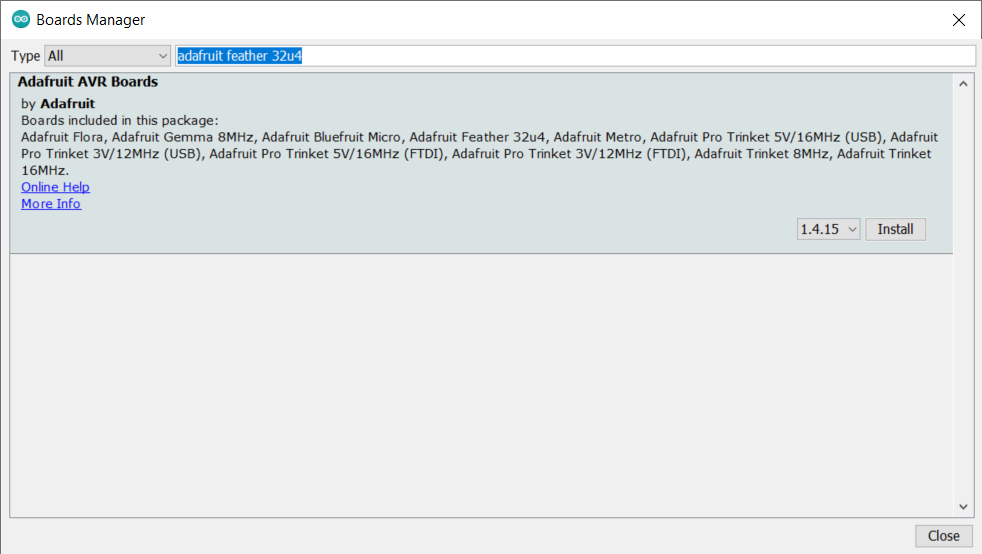 Boards Manager
Type All adafruit feather 32u4
Adafruit AVR Boards
by Adafruit
Boards included in this package:
Adafruit Flora, Adafruit Gemma 8MHz, Adafruit Bluefruit Micro, Adafruit Feather 32u4, Adafruit Metro, Adafruit Pro Trinket 5V/16MHz (USB), Adafruit
Pro Trinket 3V/12MHz (USB), Adafruit Pro Trinket 5V/16MHz (FTDI), Adafruit Pro Trinket 3V/12MHz (FTDI), Adafruit Trinket 8MHz, Adafruit Trinket
16MHz.
Online Help
More Info
1.4.15 Install
Close